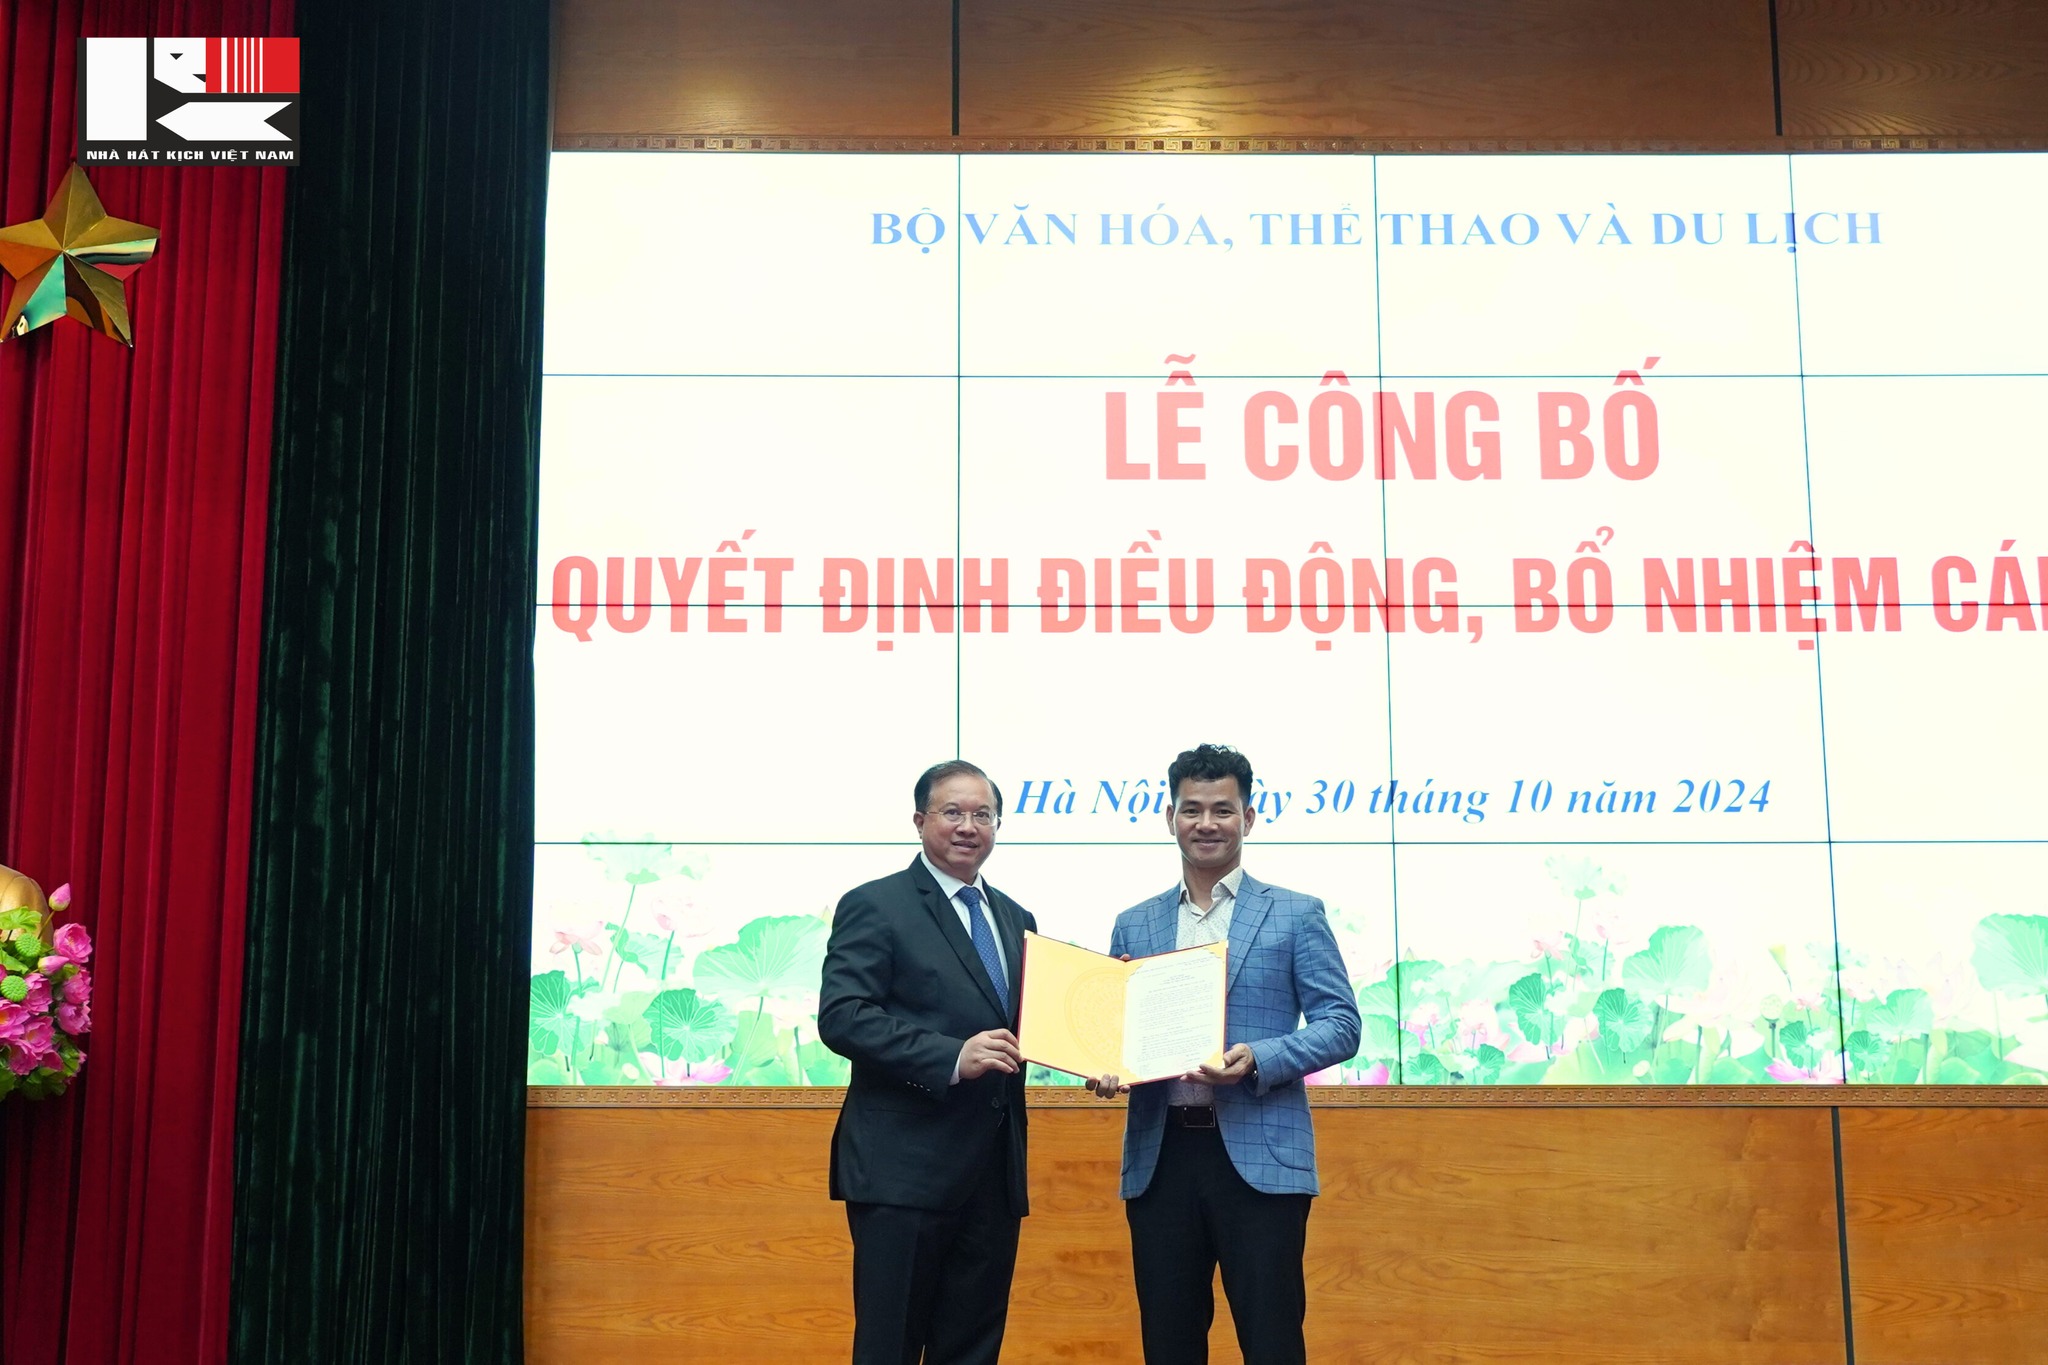 NHÀ HÁT KỊCH VIỆT NAM
BỘ VĂN HÓA, THỂ THAO VÀ DU LỊCH
LỄ CÔNG BỐ
QUYẾT ĐỊNH ĐIỀU ĐỘNG, BỔ NHIỆM
Hà Nội 30 tháng 10 năm 2024